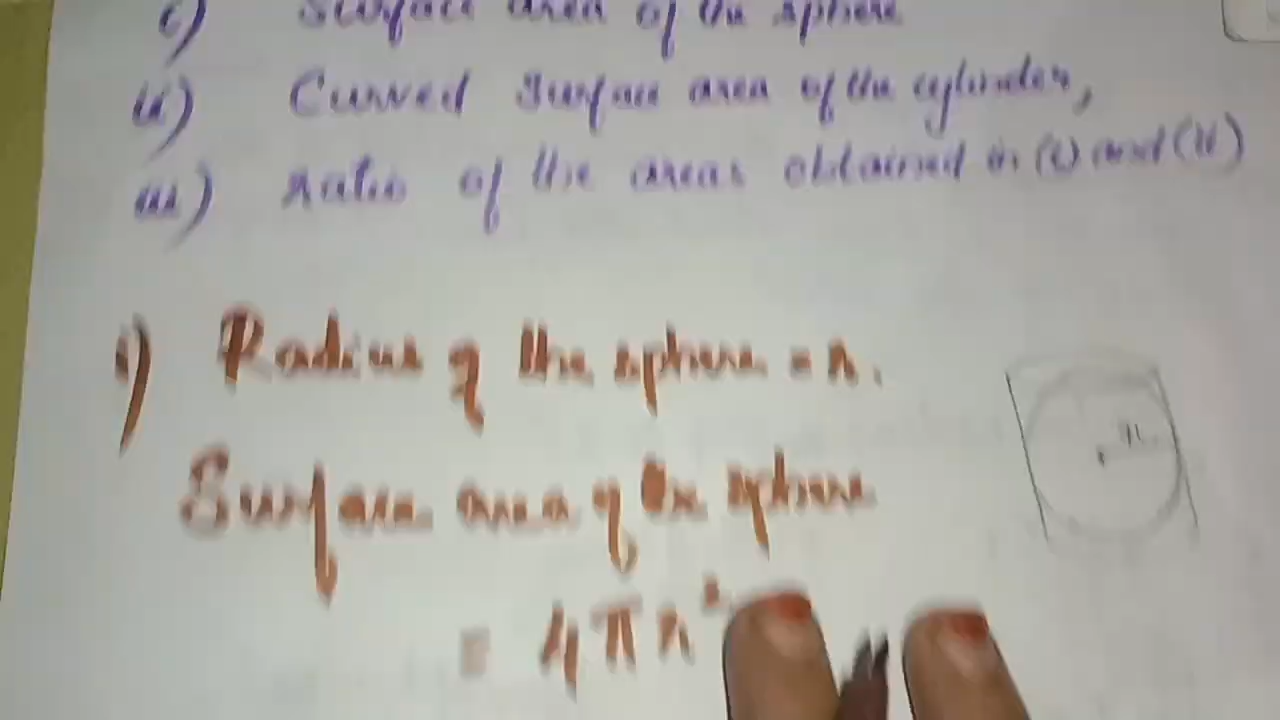 i) Surface area of the sphere
ii) Curved surface area of the cylinder,
iii) ratio of the areas obtained in (i) and (ii)
i) Radius of the sphere = r.
r
Surface area of the sphere
= 4πr²